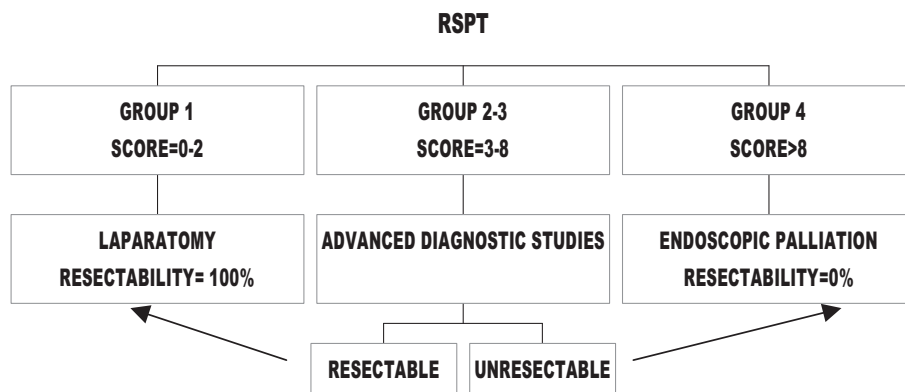 RSPT
GROUP 1
SCORE=0-2
GROUP 2-3
SCORE=3-8
GROUP 4
SCORE>8
LAPARATOMY
RESECTABILITY= 100%
ADVANCED DIAGNOSTIC STUDIES
ENDOSCOPIC PALLIATION
RESECTABILITY=0%
RESECTABLE
UNRESECTABLE